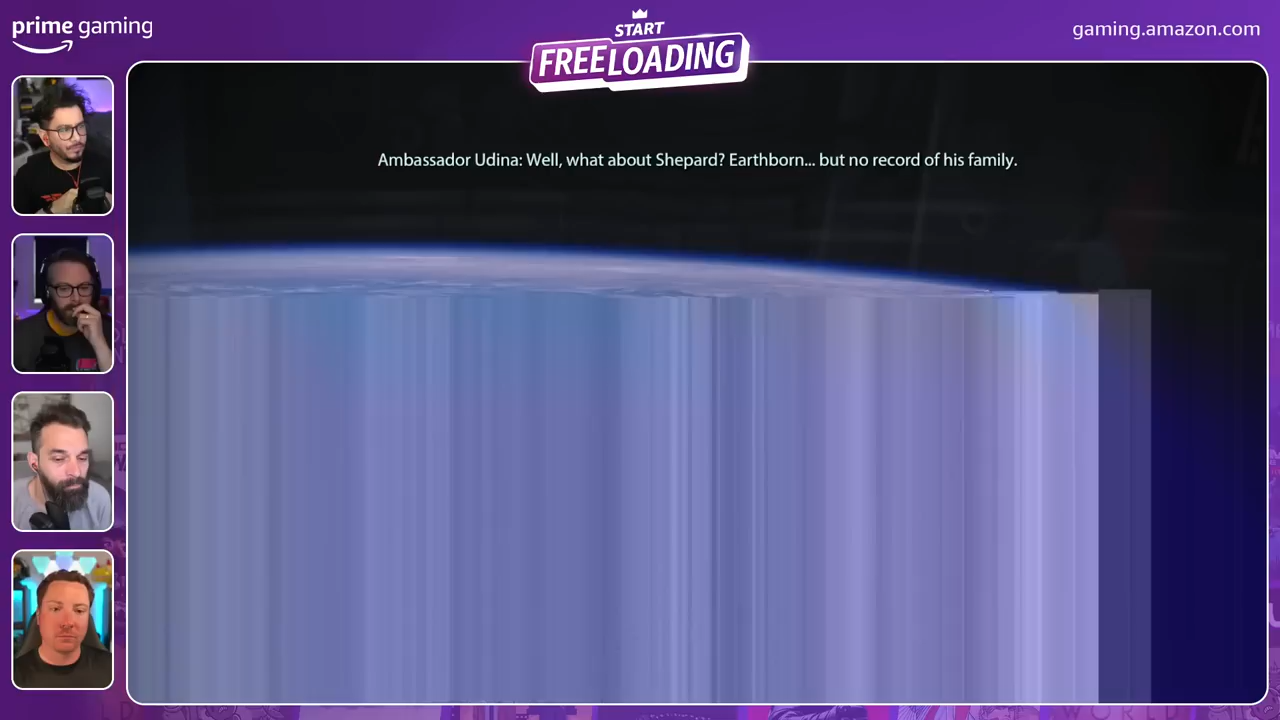 prime gaming
START
FREELOADING
gaming.amazon.com
Ambassador Udina: Well, what about Shepard? Earthborn... but no record of his family.